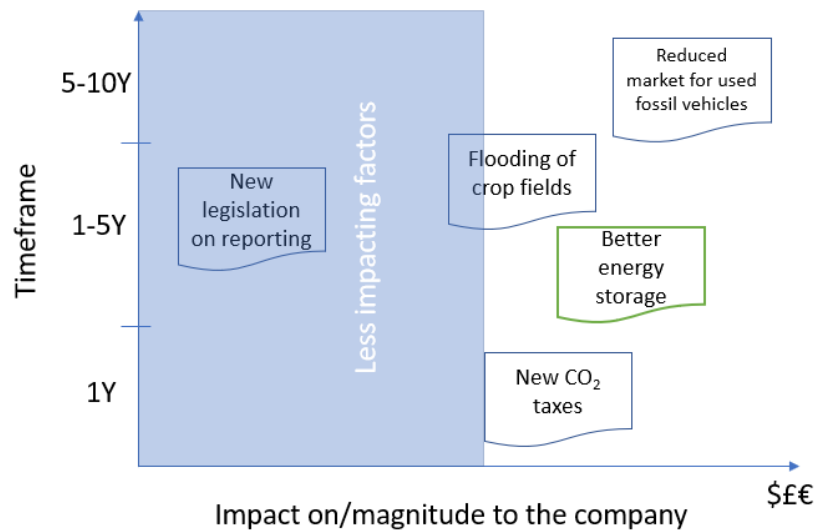 5-10Y
Reduced
market for used
fossil vehicles
Flooding of
crop fields
New
legislation
on reporting
Less impacting factors
Timeframe
1-5Y
Better
energy
storage
1Y
New CO₂
taxes
$£€
Impact on/magnitude to the company